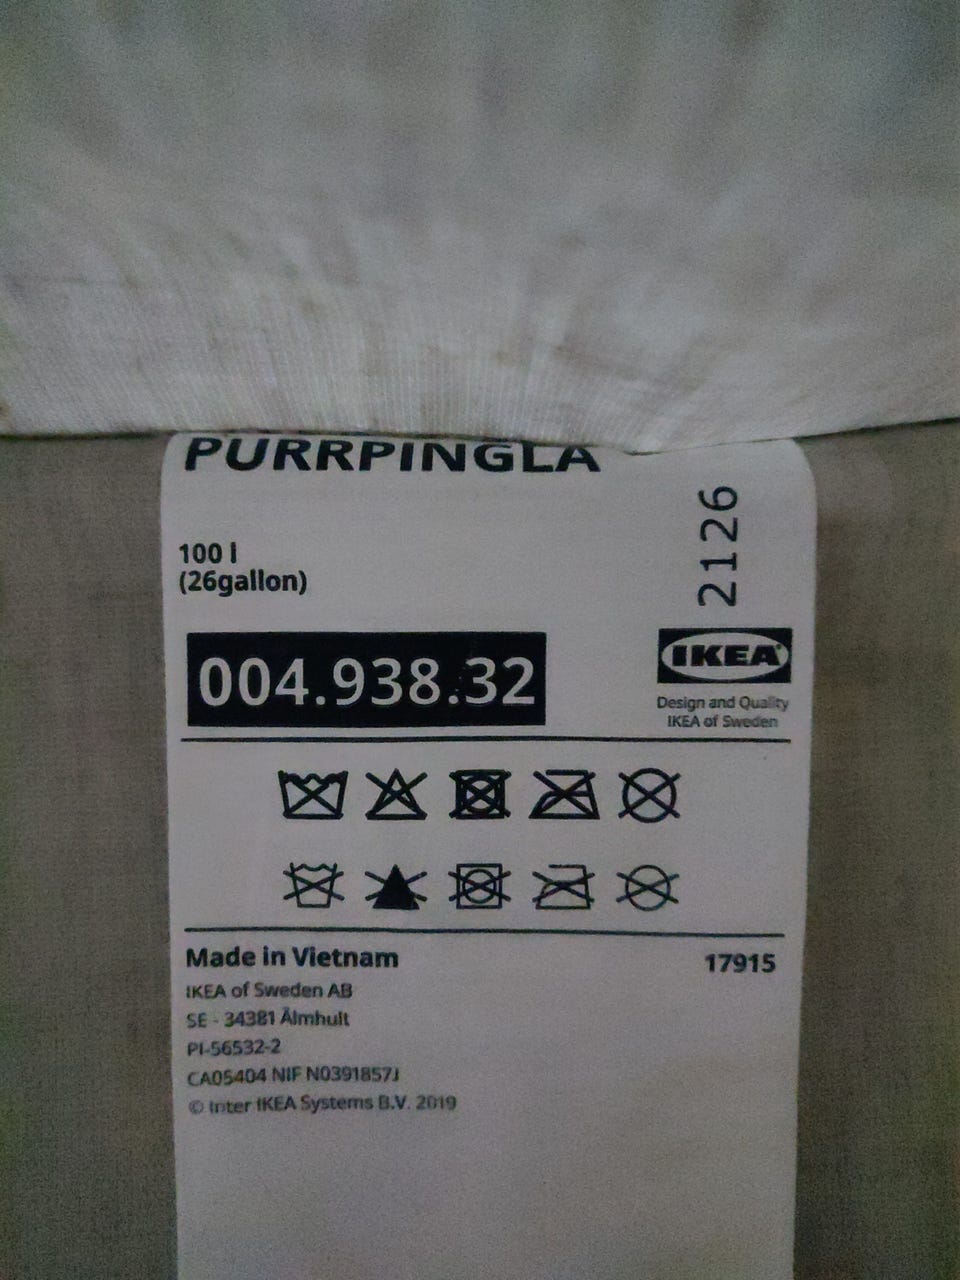 PURRPINGLA
2126
100 l
(26gallon)
004.938.32
IKEA®
Design and Quality
IKEA of Sweden
Made in Vietnam
17915
IKEA of Sweden AB
SE - 34381 Älmhult
PI-56532-2
CA05404 NIF N0391857J
© Inter IKEA Systems B.V. 2019